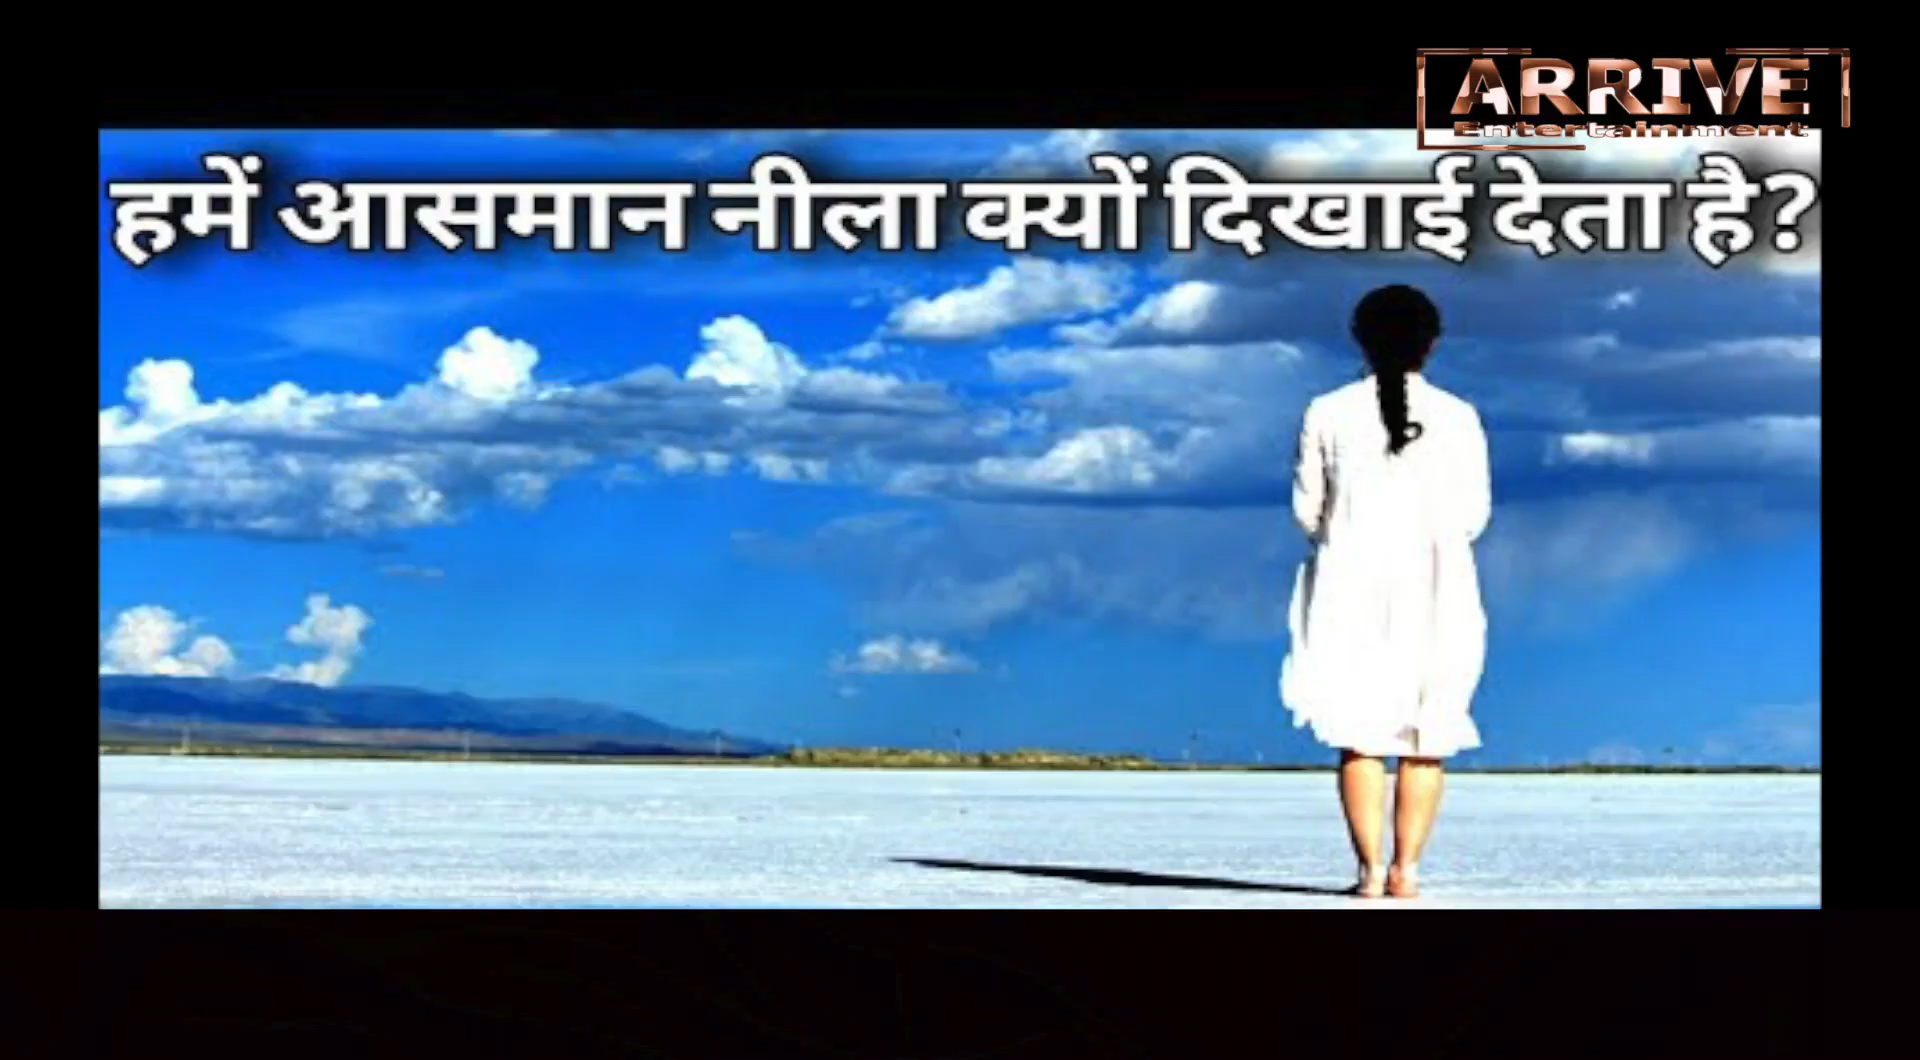 ARRIVE
Entertainment
हमें आसमान नीला क्यों दिखाई देता है?